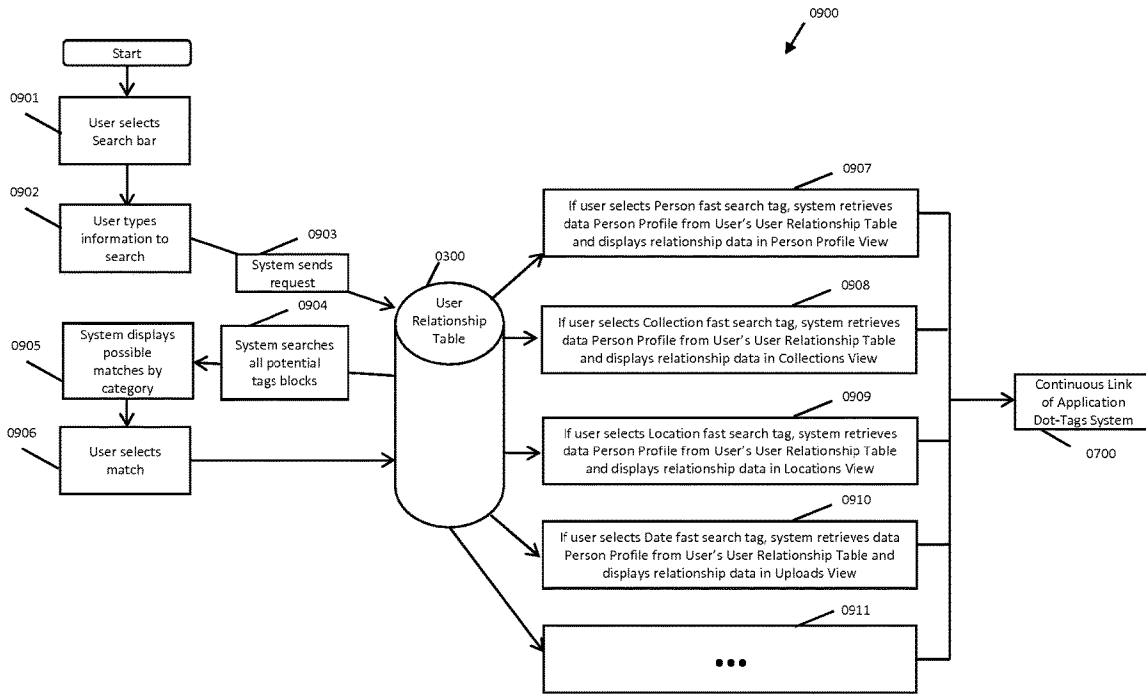 0900
Start
0901
User selects
Search bar
0902
User types
information to
search
0903
System sends
request
0300
User
Relationship
Table
0904
System searches
all potential
tags blocks
0905
System displays
possible
matches by
category
0906
User selects
match
0907
If user selects Person fast search tag, system retrieves
data Person Profile from User's User Relationship Table
and displays relationship data in Person Profile View
0908
If user selects Collection fast search tag, system retrieves
data Person Profile from User's User Relationship Table
and displays relationship data in Collections View
0909
If user selects Location fast search tag, system retrieves
data Person Profile from User's User Relationship Table
and displays relationship data in Locations View
0910
If user selects Date fast search tag, system retrieves data
Person Profile from User's User Relationship Table and
displays relationship data in Uploads View
0911
•••
Continuous Link
of Application
Dot-Tags System
0700